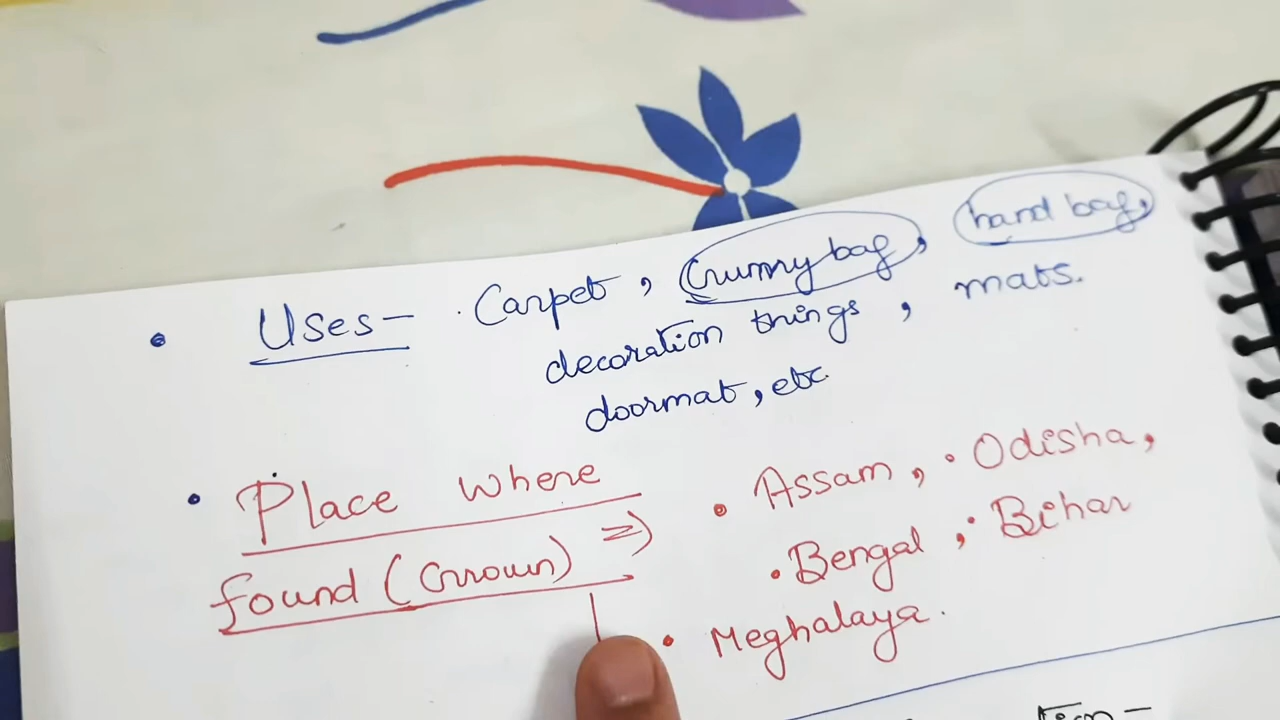 • Uses - Carpet, Gunny bag, hand bag,
decoration things, mats.
doormat, etc.
• Place where
found (Grown) ⇒
• Assam, • Odisha,
• Bengal, • Bihar
• Meghalaya.